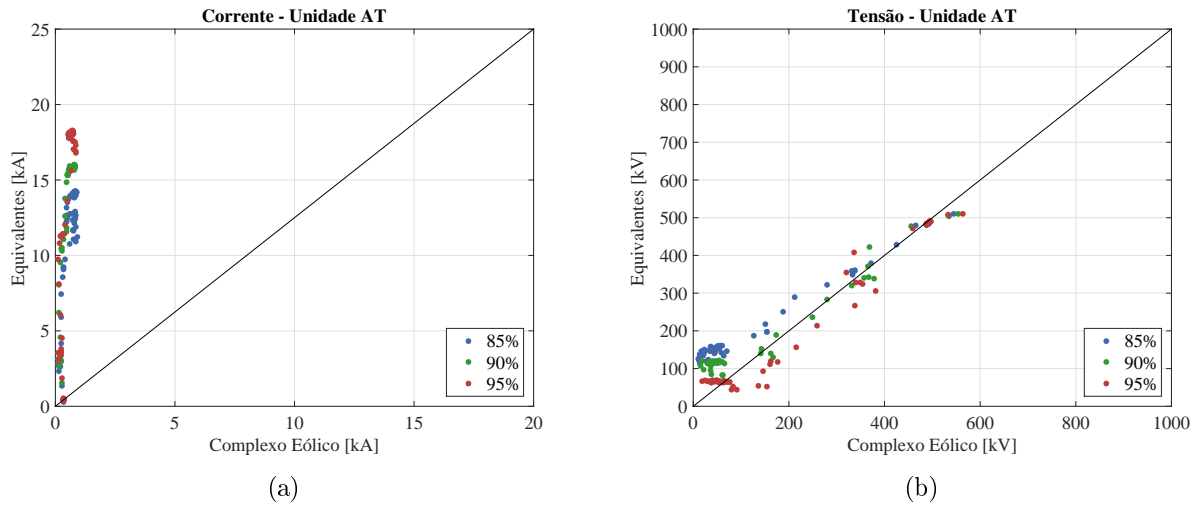 Corrente - Unidade AT
25
20
15
10
5
0
Equivalentes [kA]
85%
90%
95%
0 5 10 15 20
Complexo Eólico [kA]
(a)
Tensão - Unidade AT
1000
900
800
700
600
500
400
300
200
100
0
Equivalentes [kV]
85%
90%
95%
0 200 400 600 800 1000
Complexo Eólico [kV]
(b)